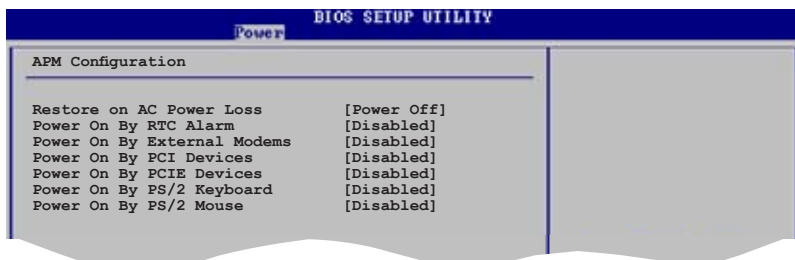 BIOS SETUP UTILITY
Power
APM Configuration
Restore on AC Power Loss [Power Off]
Power On By RTC Alarm [Disabled]
Power On By External Modems [Disabled]
Power On By PCI Devices [Disabled]
Power On By PCIE Devices [Disabled]
Power On By PS/2 Keyboard [Disabled]
Power On By PS/2 Mouse [Disabled]